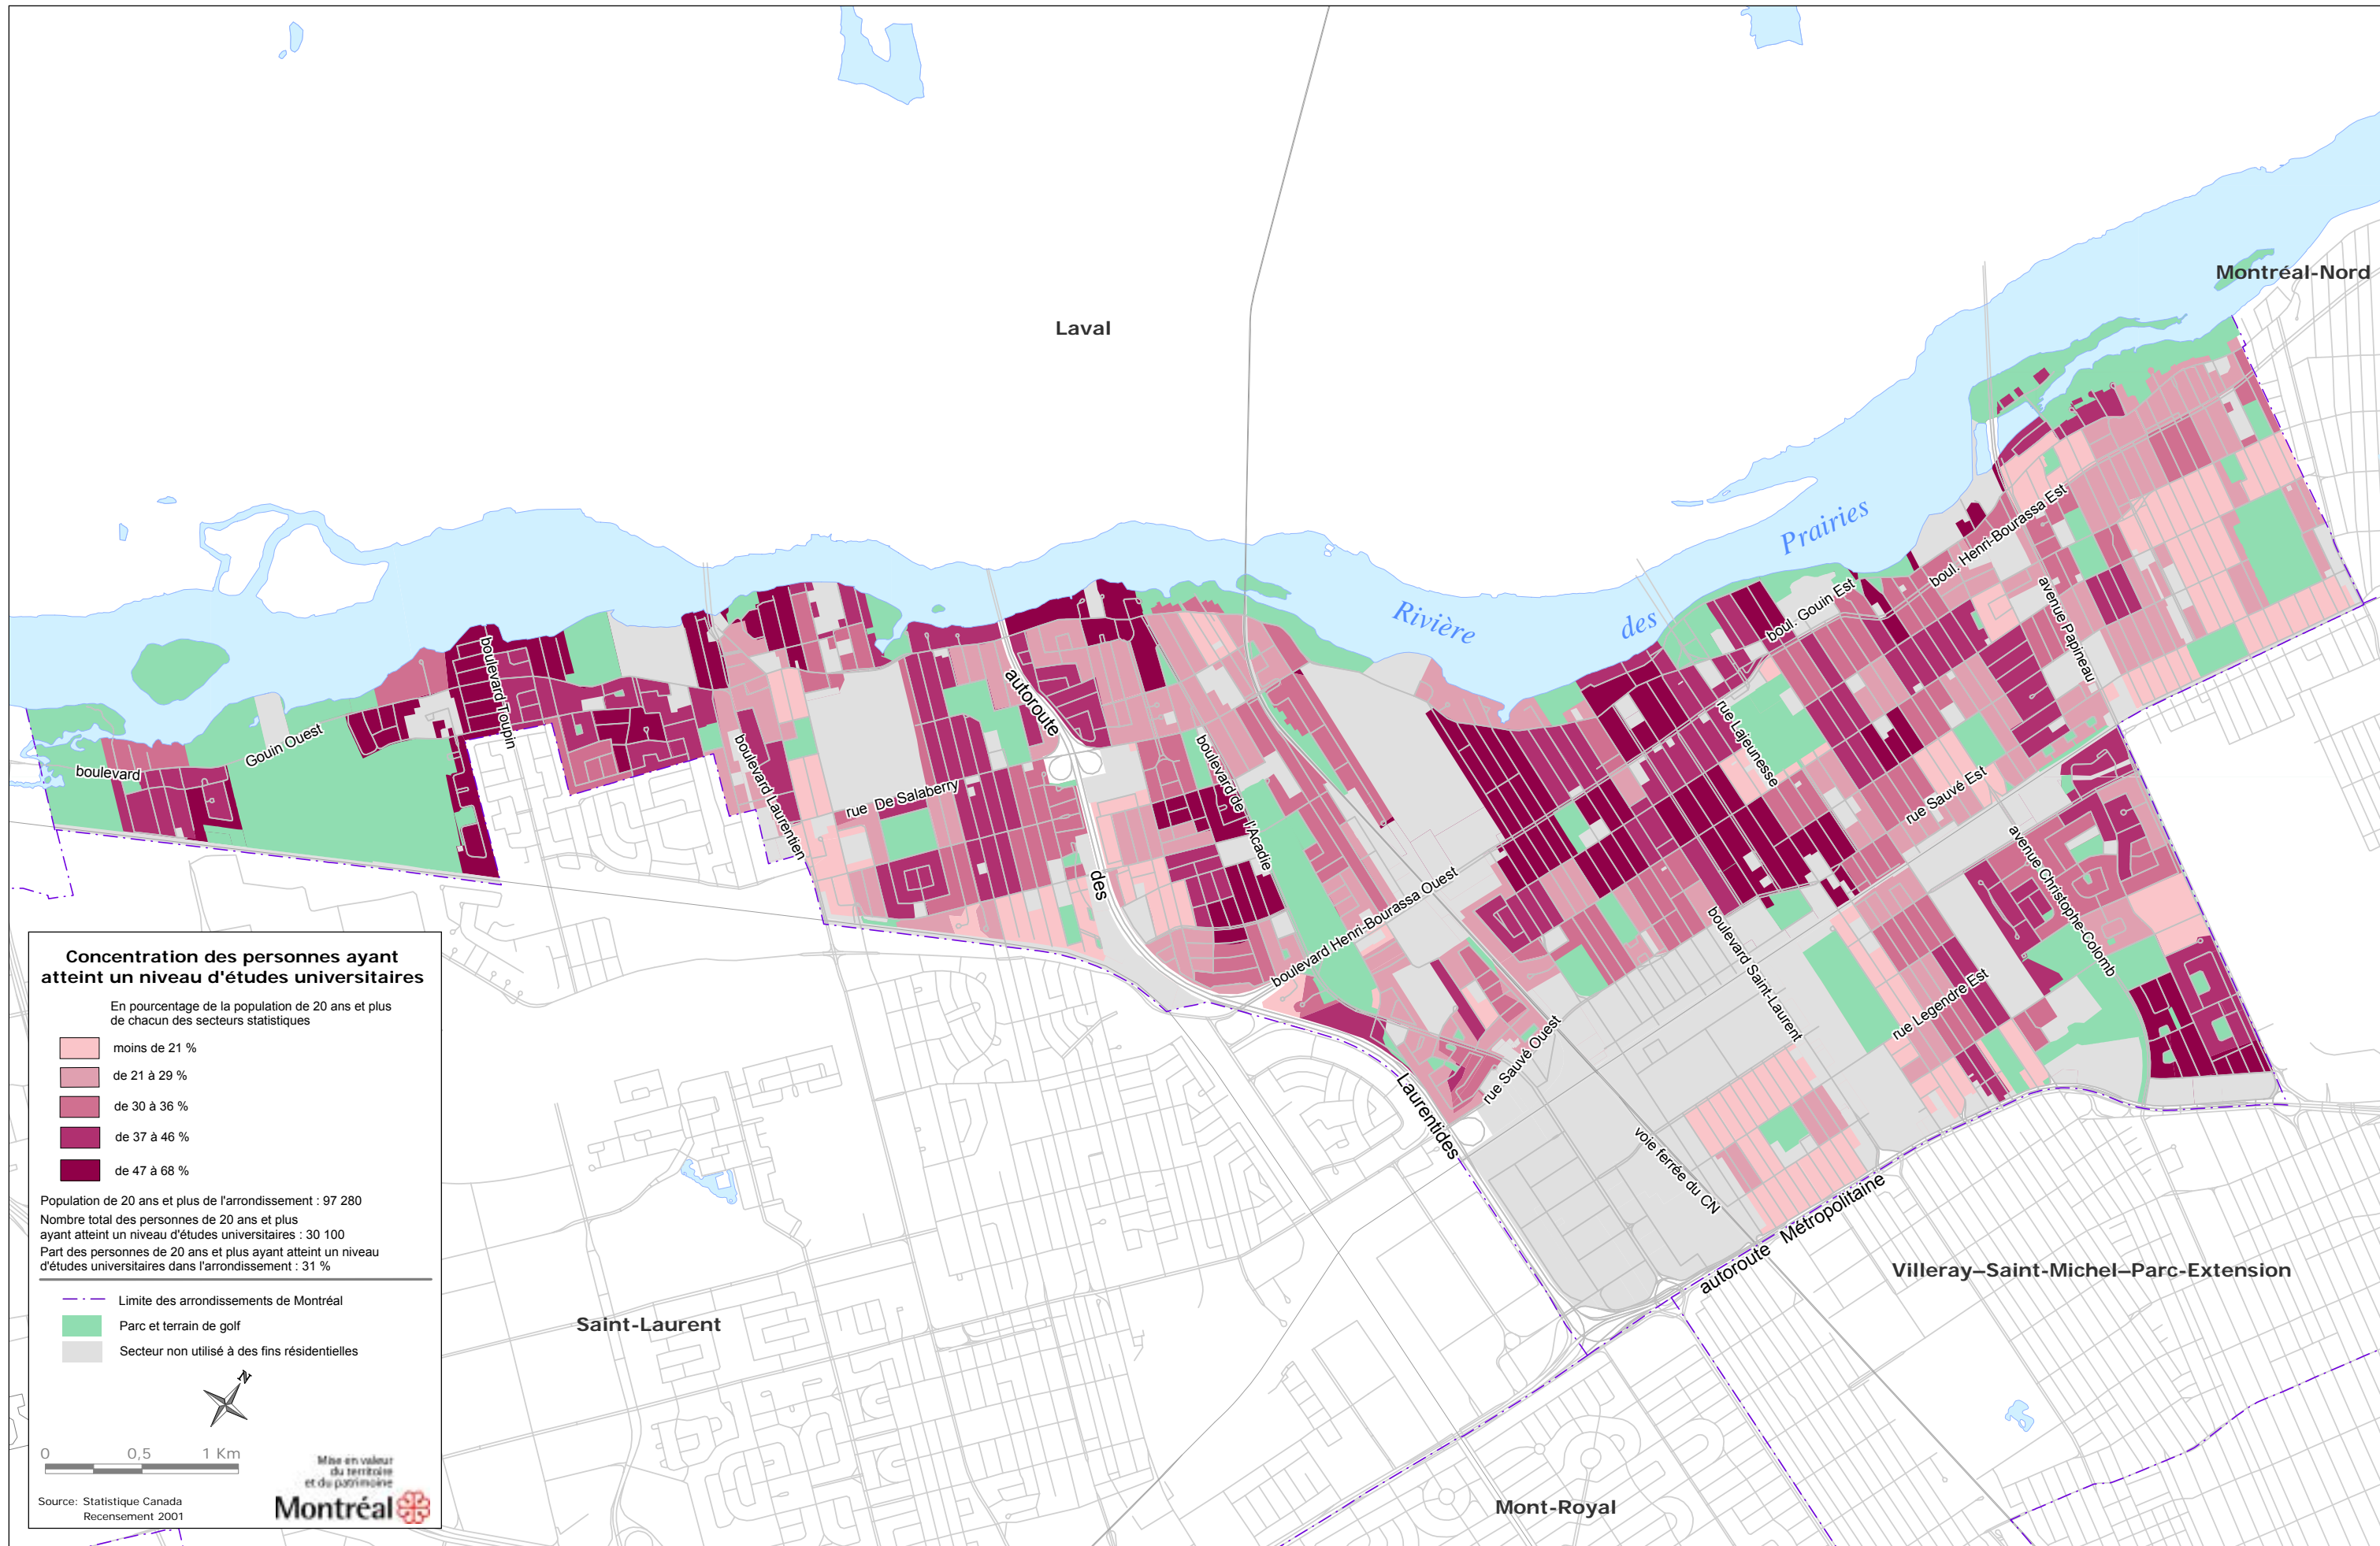 Montréal-Nord
Laval
Rivière
des
Prairies
boulevard
Gouin Ouest
boulevard Toupin
boulevard Laurentien
rue De Salaberry
autoroute
des
Laurentides
boulevard de l'Acadie
boulevard Henri-Bourassa Ouest
rue Sauvé Ouest
boul. Gouin Est
boul. Henri-Bourassa Est
rue Lajeunesse
avenue Papineau
rue Sauvé Est
avenue Christophe-Colomb
boulevard Saint-Laurent
rue Legendre Est
voie ferrée du CN
autoroute Métropolitaine
Villeray–Saint-Michel–Parc-Extension
Saint-Laurent
Mont-Royal
Concentration des personnes ayant
atteint un niveau d'études universitaires
En pourcentage de la population de 20 ans et plus
de chacun des secteurs statistiques
moins de 21 %
de 21 à 29 %
de 30 à 36 %
de 37 à 46 %
de 47 à 68 %
Population de 20 ans et plus de l'arrondissement : 97 280
Nombre total des personnes de 20 ans et plus
ayant atteint un niveau d'études universitaires : 30 100
Part des personnes de 20 ans et plus ayant atteint un niveau
d'études universitaires dans l'arrondissement : 31 %
Limite des arrondissements de Montréal
Parc et terrain de golf
Secteur non utilisé à des fins résidentielles
N
0 0,5 1 Km
Mise en valeur
du territoire
et du patrimoine
Montréal
Source: Statistique Canada
Recensement 2001